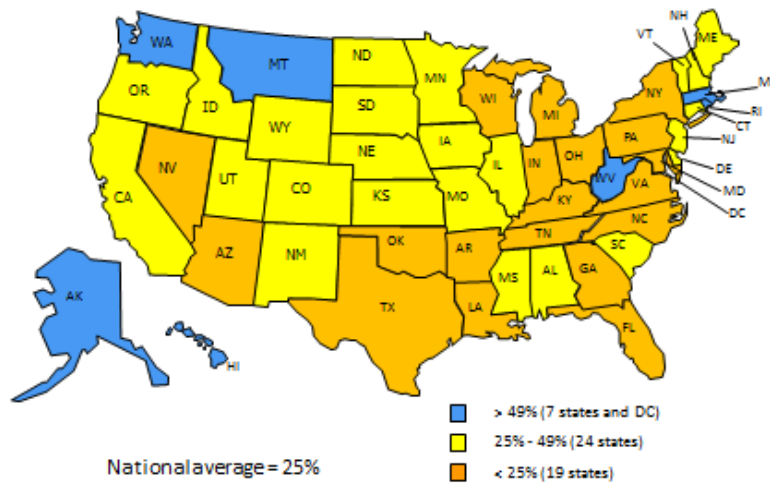 NH
VT
ME
WA
MT
ND
MN
M
OR
ID
SD
WI
NY
MI
RI
WY
CT
IA
PA
NJ
NE
NV
IL
IN
OH
UT
CO
WV
DE
VA
CA
KS
MO
KY
MD
NC
DC
TN
OK
AR
AZ
NM
SC
MS
AL
GA
AK
TX
LA
FL
HI
> 49% (7 states and DC)
25% - 49% (24 states)
< 25% (19 states)
National average = 25%